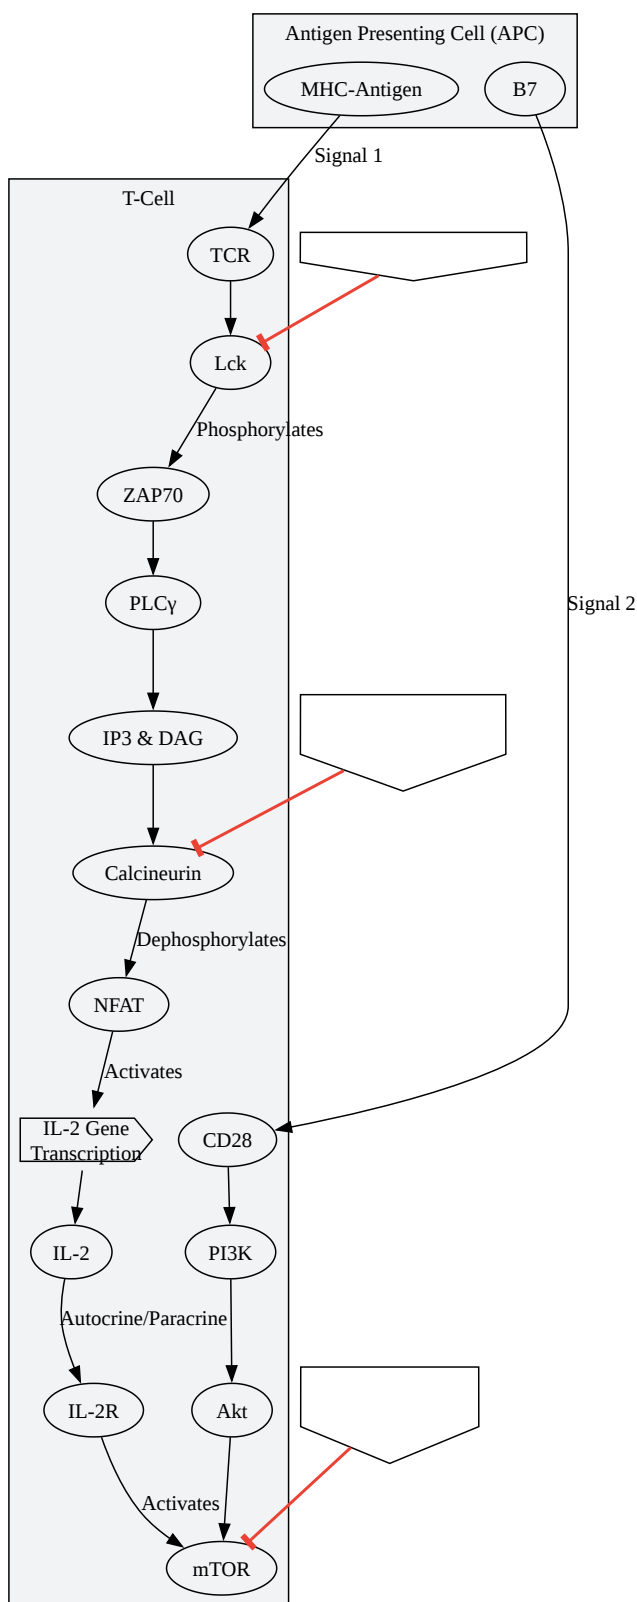 Antigen Presenting Cell (APC)
MHC-Antigen
B7
Signal 1
T-Cell
TCR
Lck
Phosphorylates
ZAP70
PLCγ
Signal 2
IP3 & DAG
Calcineurin
Dephosphorylates
NFAT
Activates
IL-2 Gene
Transcription
CD28
IL-2
PI3K
Autocrine/Paracrine
IL-2R
Akt
Activates
mTOR